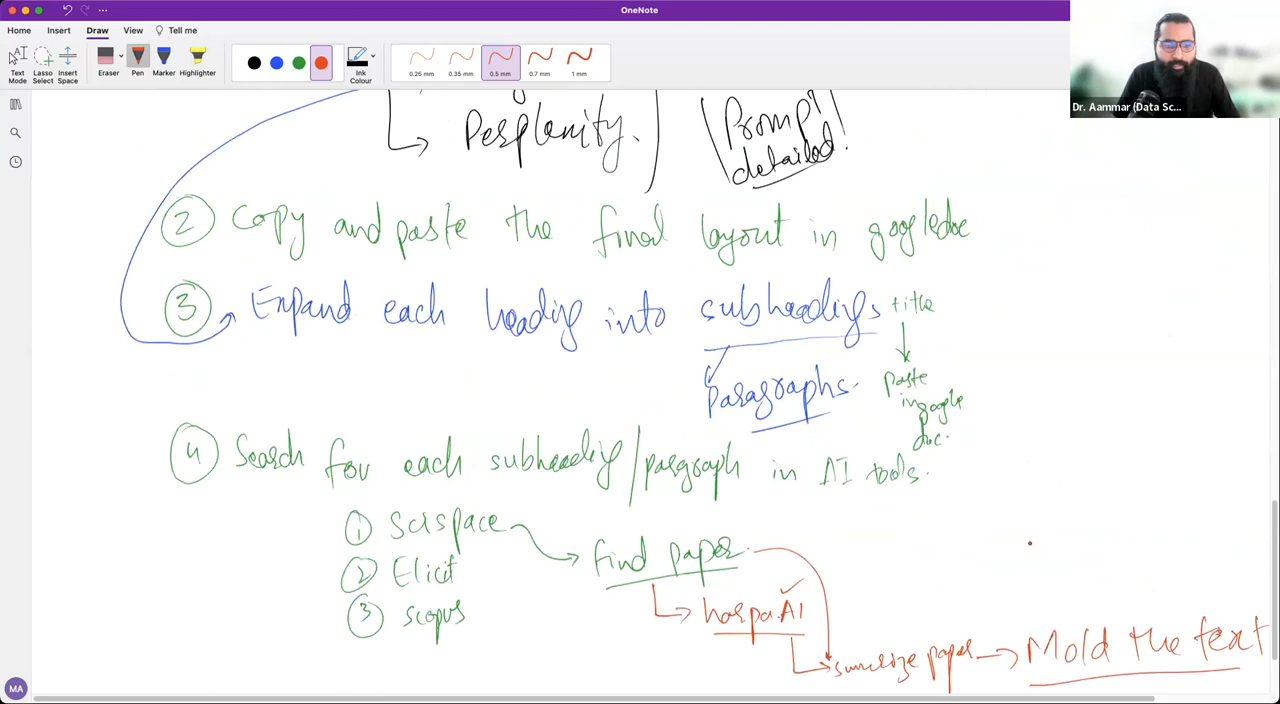 OneNote
Home Insert Draw View Tell me
Text Mode
Lasso Select
Insert Space
Eraser
Pen
Marker
Highlighter
Ink Colour
0.25 mm
0.35 mm
0.5 mm
0.7 mm
1 mm
Dr. Aammar (Data Sc...
Perplexity.
Prompt
detailed!
2 Copy and paste the final layout in googledoc
3 Expand each heading into subheadings title
paragraphs. Paste
in google
doc.
4 Search for each subheading/paragraph in AI tools.
1 Scispace
find paper
2 Elicit
3 scopus
harpa.AI
summarize paper
Mold the text
MA